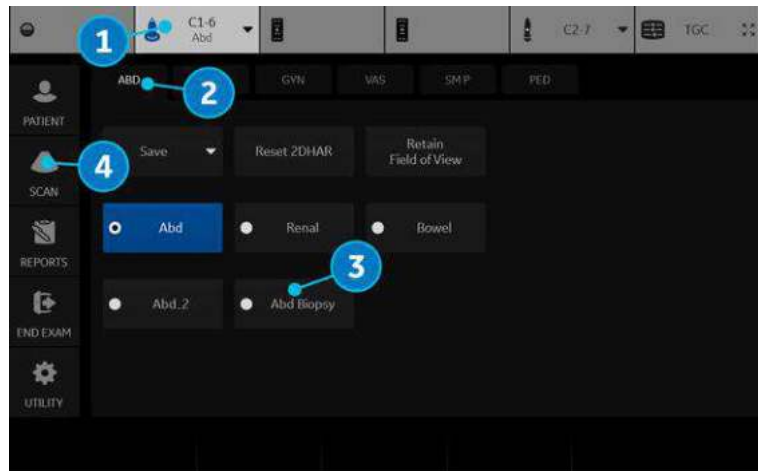 C1-6
Abd
C2-7
TGC
1
ABD
GYN
VAS
SMP
PED
2
PATIENT
Save
Reset 2DHAR
Retain
Field of View
4
SCAN
Abd
Renal
Bowel
REPORTS
3
Abd_2
Abd Biopsy
END EXAM
UTILITY